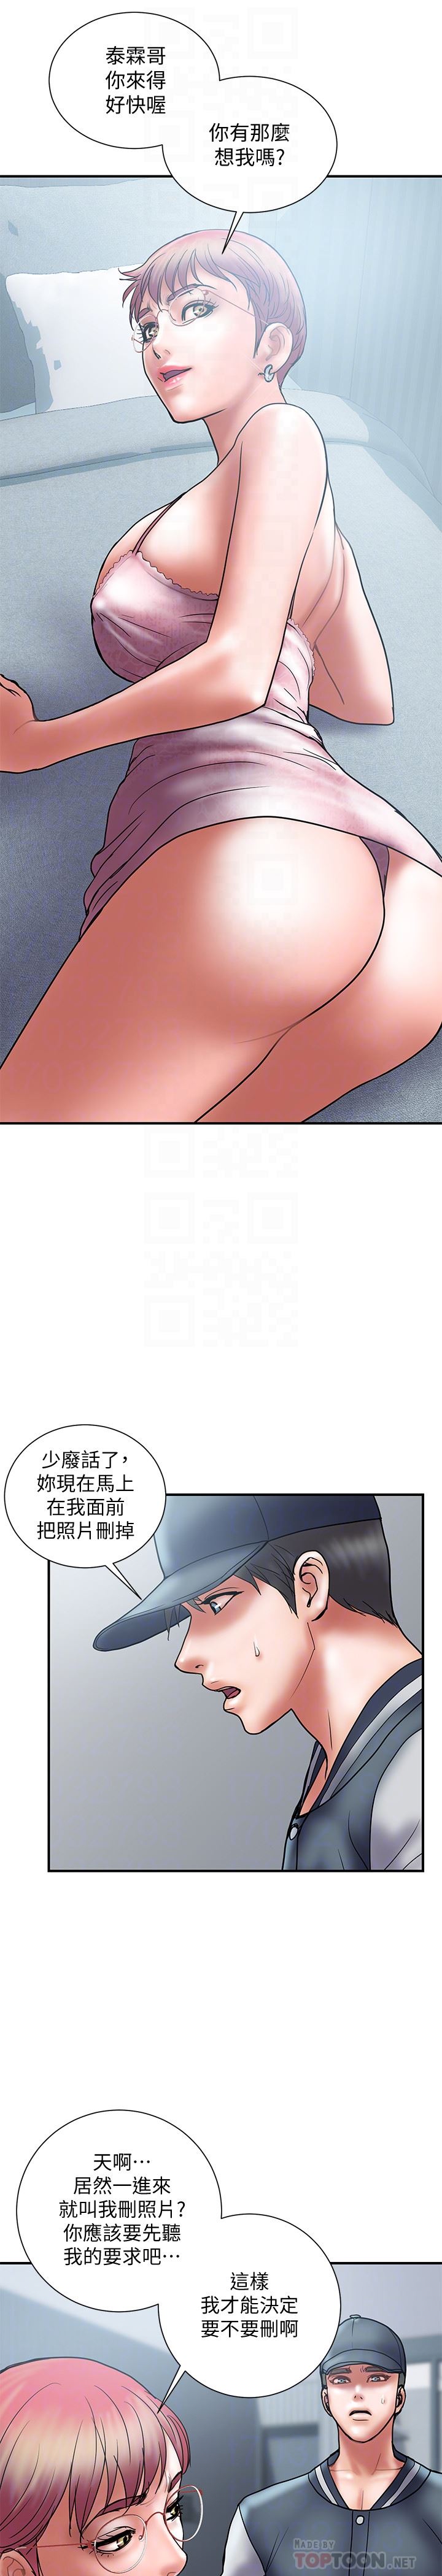 泰霖哥
你來得
好快喔
你有那麼
想我嗎?
少廢話了,
妳現在馬上
在我面前
把照片刪掉
天啊…
居然一進來
就叫我刪照片?
你應該要先聽
我的要求吧…
這樣
我才能決定
要不要刪啊
MADE BY
TOPTOON.NET